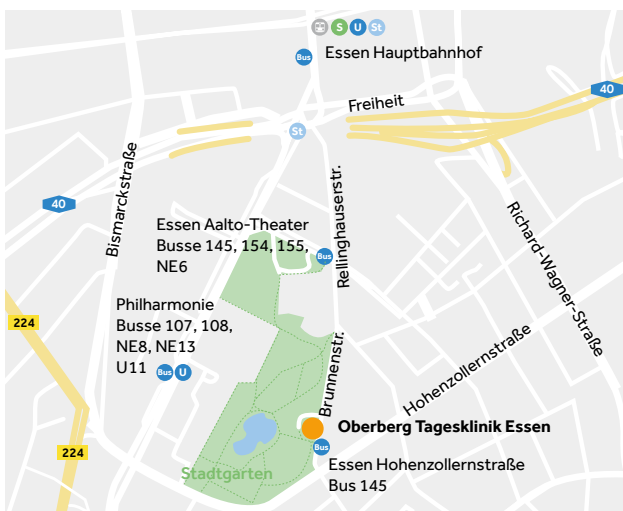 S U St
Bus Essen Hauptbahnhof
Freiheit
40
St
Bismarckstraße
40
Rellinghauserstr.
Richard-Wagner-Straße
Essen Aalto-Theater
Busse 145, 154, 155,
NE6
Bus
Philharmonie
Busse 107, 108,
NE8, NE13
U11
Bus U
224
Brunnenstr.
Hohenzollernstraße
Oberberg Tagesklinik Essen
Bus
Essen Hohenzollernstraße
Bus 145
224
Stadtgarten